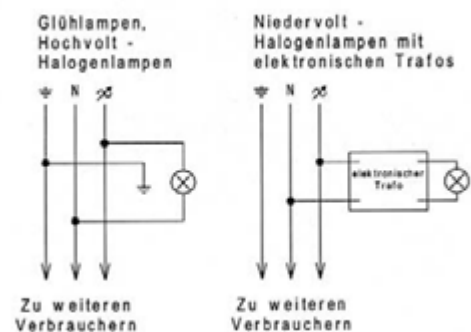 Glühlampen,
Hochvolt -
Halogenlampen
N
Zu weiteren
Verbrauchern
Niedervolt -
Halogenlampen mit
elektronischen Trafos
N
elektronischer
Trafo
Zu weiteren
Verbrauchern